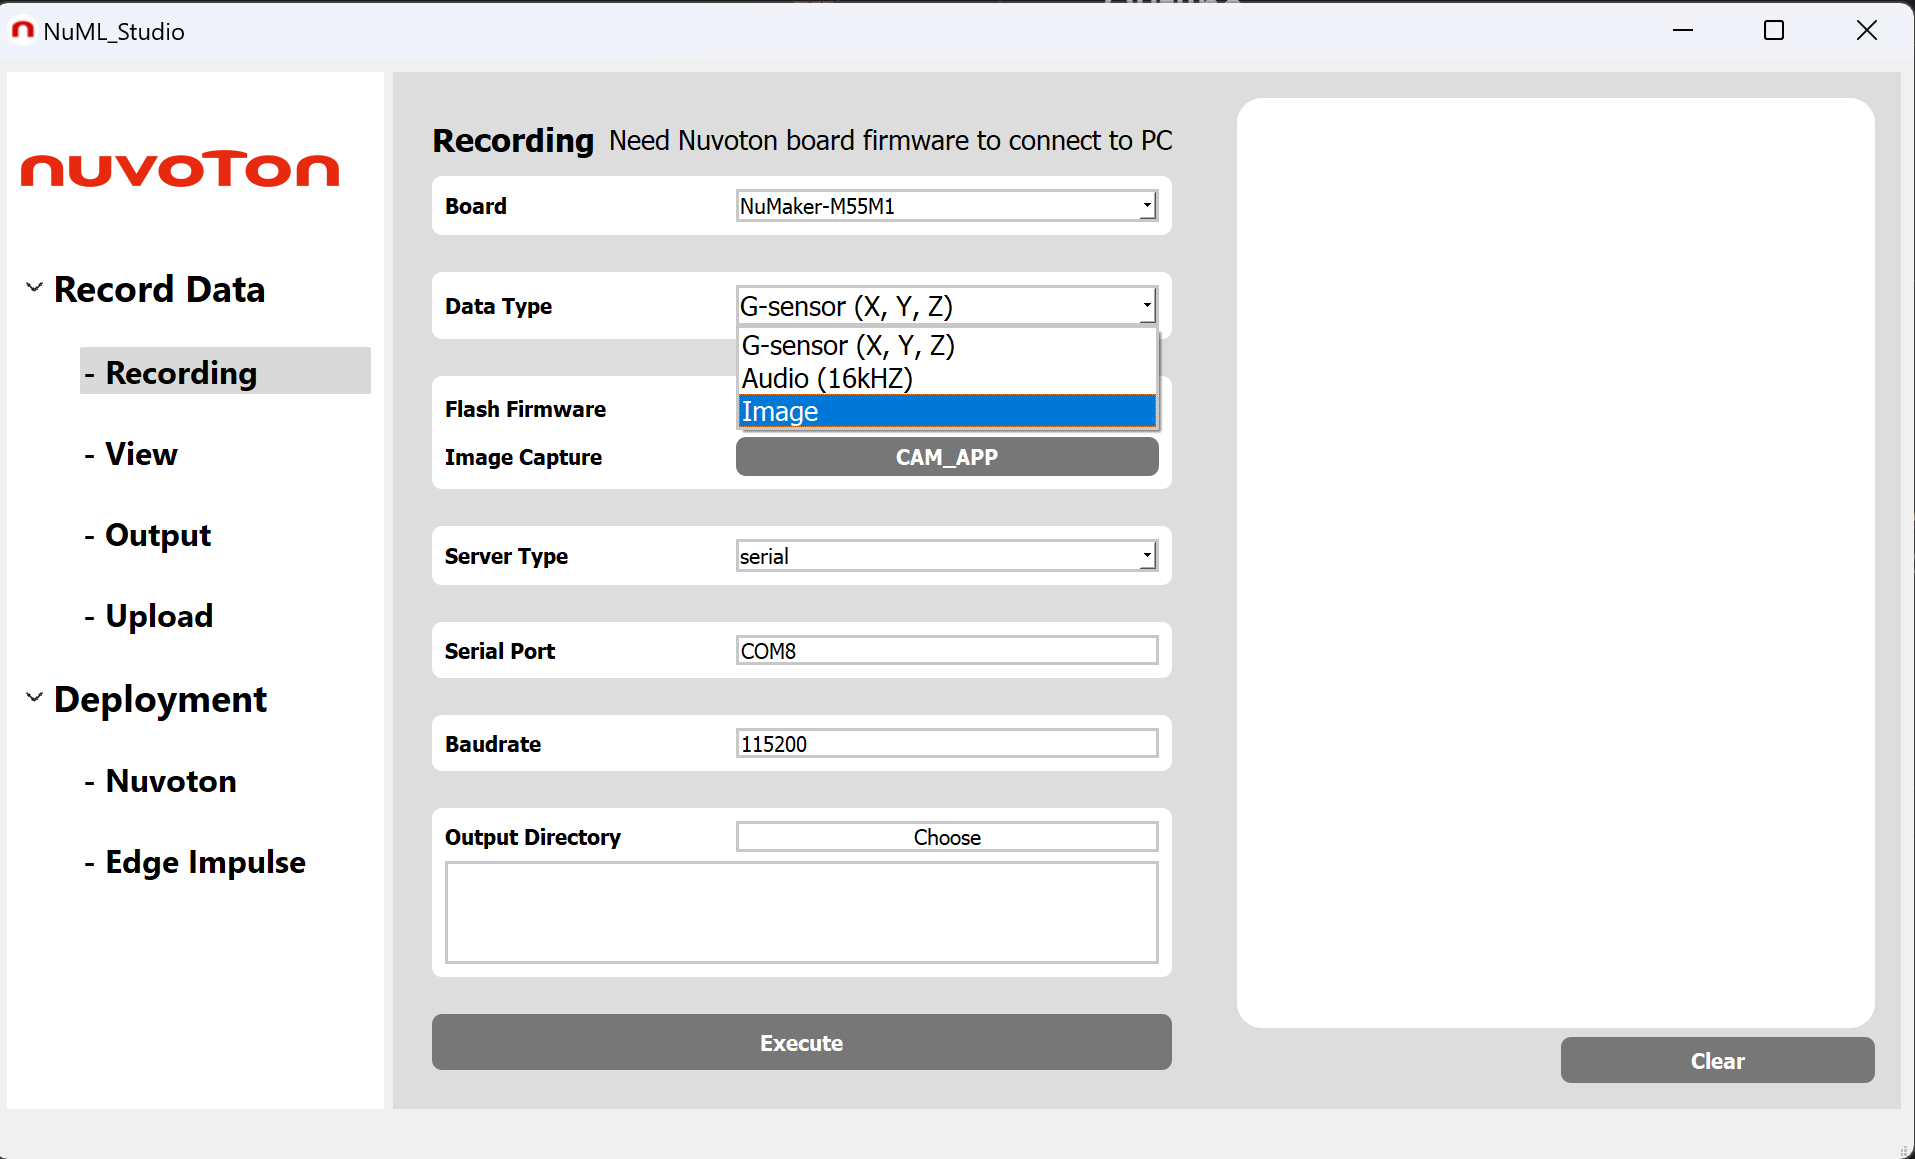 NuML_Studio
nuvoTon
Record Data
- Recording
- View
- Output
- Upload
Deployment
- Nuvoton
- Edge Impulse
Recording Need Nuvoton board firmware to connect to PC
Board NuMaker-M55M1
Data Type G-sensor (X, Y, Z)
G-sensor (X, Y, Z)
Audio (16kHZ)
Image
Flash Firmware
Image Capture CAM_APP
Server Type serial
Serial Port COM8
Baudrate 115200
Output Directory Choose
Execute
Clear